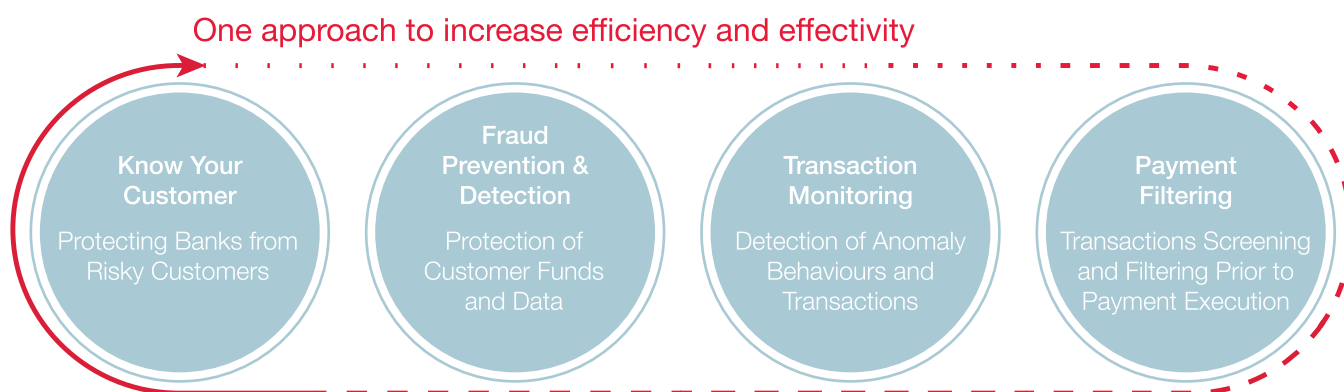 One approach to increase efficiency and effectivity
Know Your
Customer
Protecting Banks from
Risky Customers
Fraud
Prevention &
Detection
Protection of
Customer Funds
and Data
Transaction
Monitoring
Detection of Anomaly
Behaviours and
Transactions
Payment
Filtering
Transactions Screening
and Filtering Prior to
Payment Execution